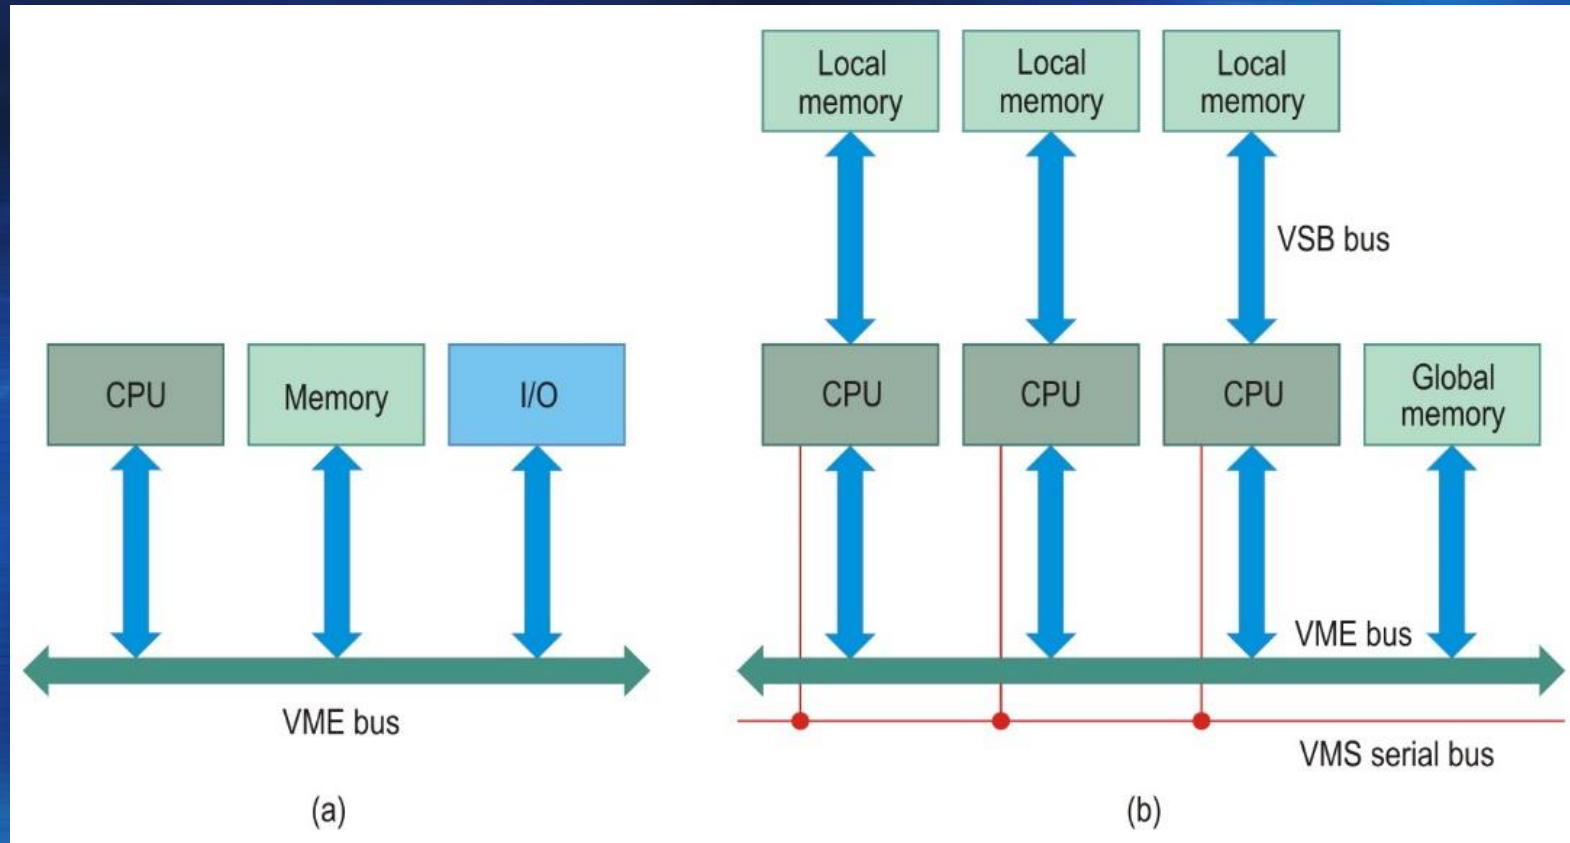 Local
memory
Local
memory
Local
memory
VSB bus
CPU
Memory
I/O
CPU
CPU
CPU
Global
memory
VME bus
VME bus
VMS serial bus
(a)
(b)